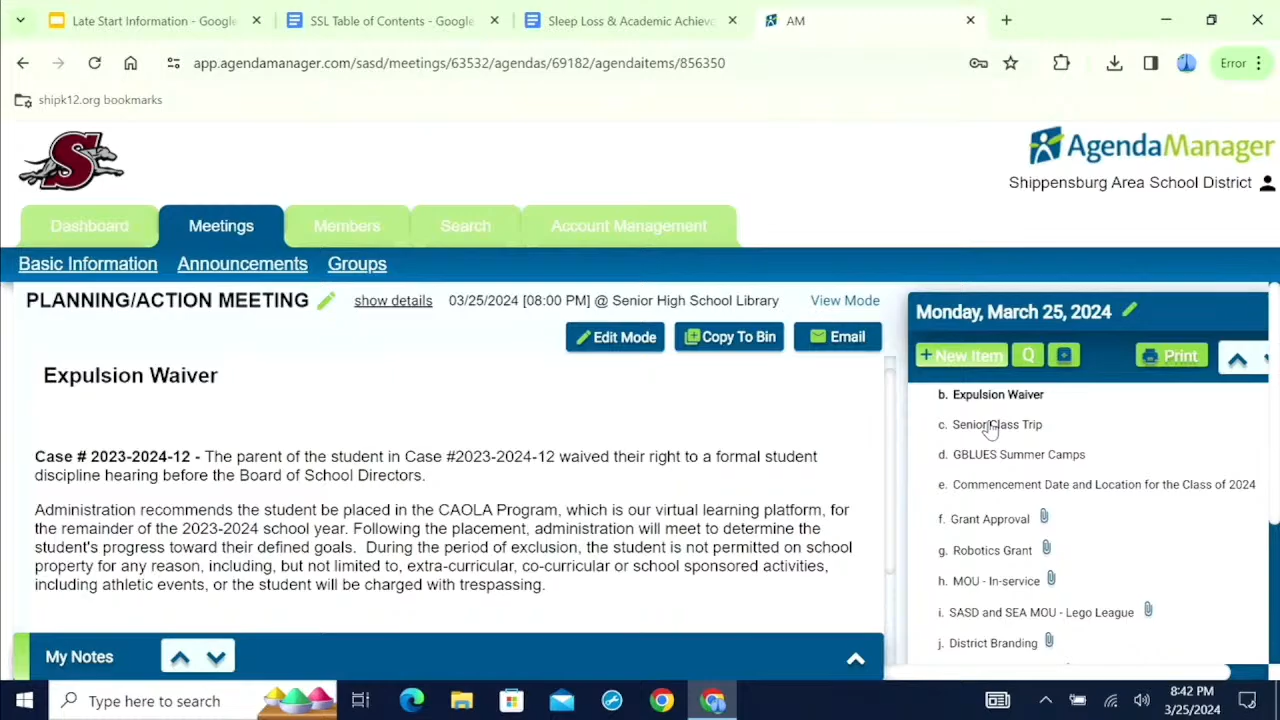 Late Start Information - Google
SSL Table of Contents - Google
Sleep Loss & Academic Achieve
AM
app.agendamanager.com/sasd/meetings/63532/agendas/69182/agendaitems/856350
Error
shipk12.org bookmarks
S
AgendaManager
Shippensburg Area School District
Dashboard
Meetings
Members
Search
Account Management
Basic Information
Announcements
Groups
PLANNING/ACTION MEETING
show details
03/25/2024 [08:00 PM] @ Senior High School Library
View Mode
Edit Mode
Copy To Bin
Email
Expulsion Waiver
Case # 2023-2024-12 - The parent of the student in Case #2023-2024-12 waived their right to a formal student
discipline hearing before the Board of School Directors.
Administration recommends the student be placed in the CAOLA Program, which is our virtual learning platform, for
the remainder of the 2023-2024 school year. Following the placement, administration will meet to determine the
student's progress toward their defined goals. During the period of exclusion, the student is not permitted on school
property for any reason, including, but not limited to, extra-curricular, co-curricular or school sponsored activities,
including athletic events, or the student will be charged with trespassing.
My Notes
Monday, March 25, 2024
+ New Item
Q
Print
b. Expulsion Waiver
c. Senior Class Trip
d. GBLUES Summer Camps
e. Commencement Date and Location for the Class of 2024
f. Grant Approval
g. Robotics Grant
h. MOU - In-service
i. SASD and SEA MOU - Lego League
j. District Branding
Type here to search
8:42 PM
3/25/2024